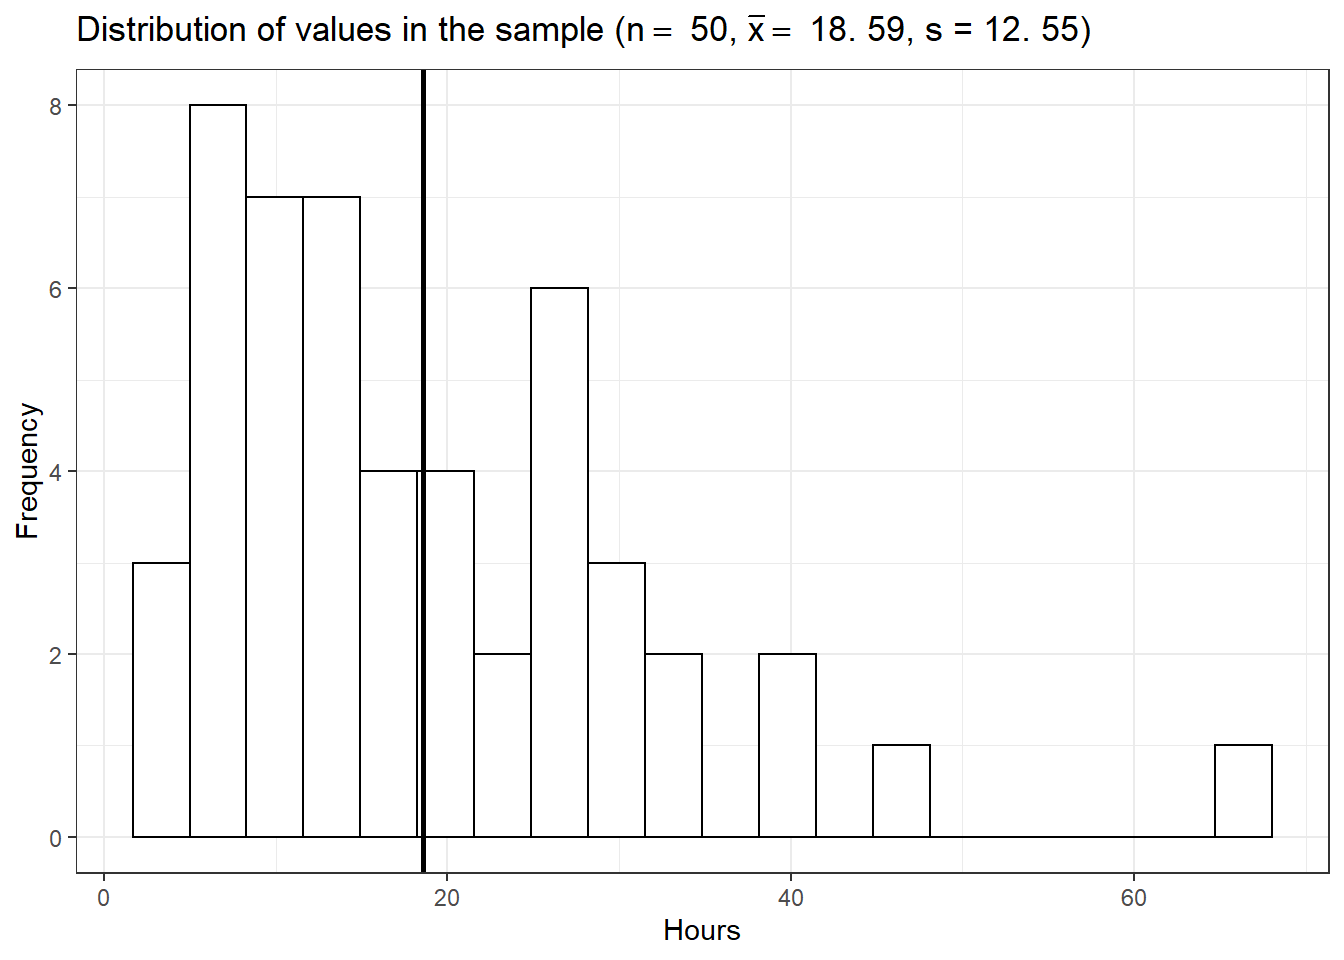 Distribution of values in the sample (n = 50, x̅ = 18. 59, s = 12. 55)
8
6
4
2
0
Frequency
0 20 40 60
Hours